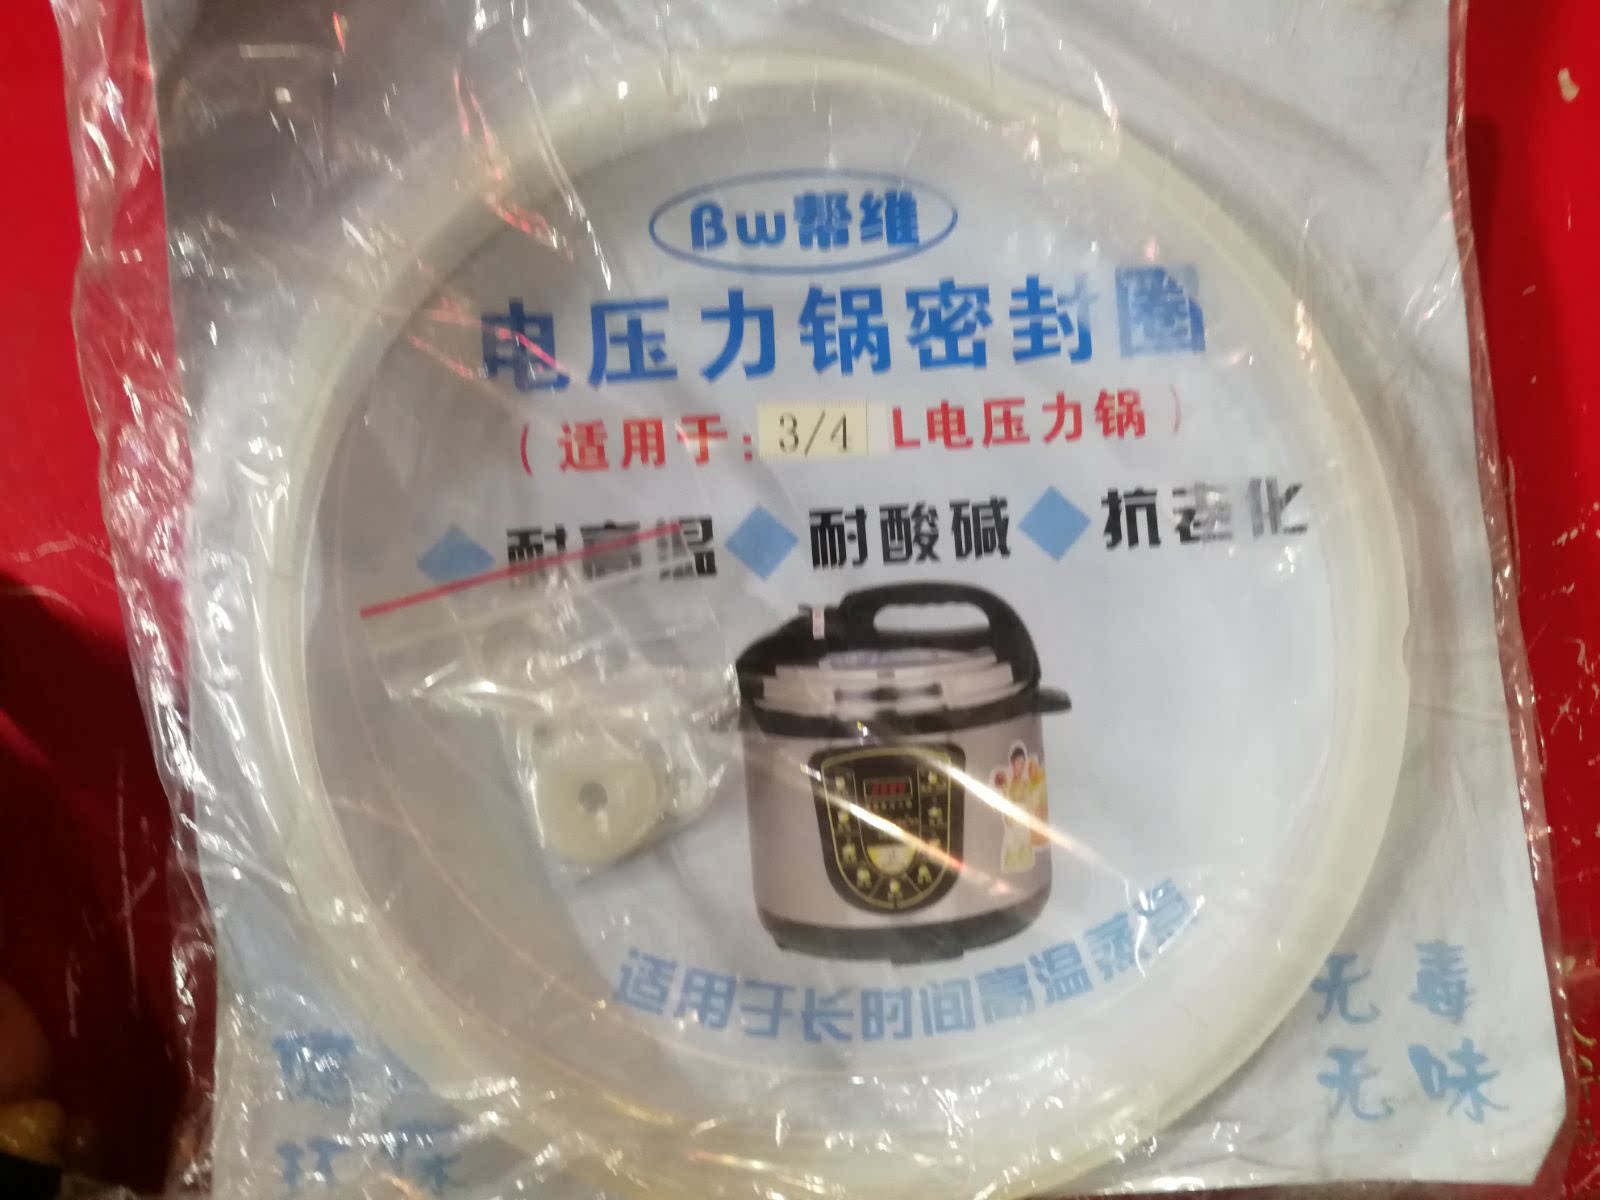 Bw帮维
电压力锅密封圈
（适用于：3/4 L电压力锅）
耐高温 耐酸碱 抗老化
适用于长时间高温蒸煮
无毒
无味
环保